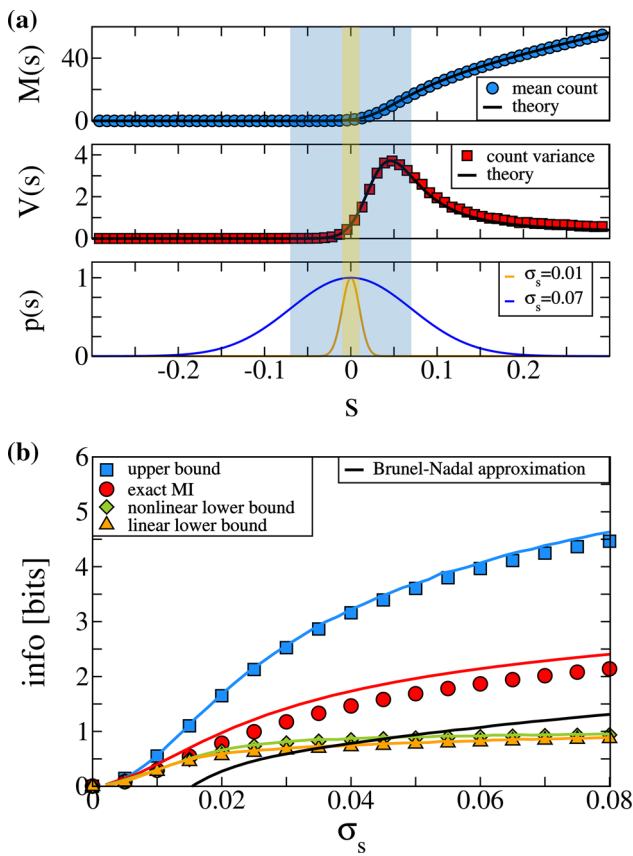 (a)
M(s)
40
0
mean count
theory
V(s)
4
2
0
count variance
theory
p(s)
1
0
σs=0.01
σs=0.07
-0.2 -0.1 0 0.1 0.2
s
(b)
info [bits]
6
5
4
3
2
1
0
upper bound
exact MI
nonlinear lower bound
linear lower bound
Brunel-Nadal approximation
0 0.02 0.04 0.06 0.08
σs